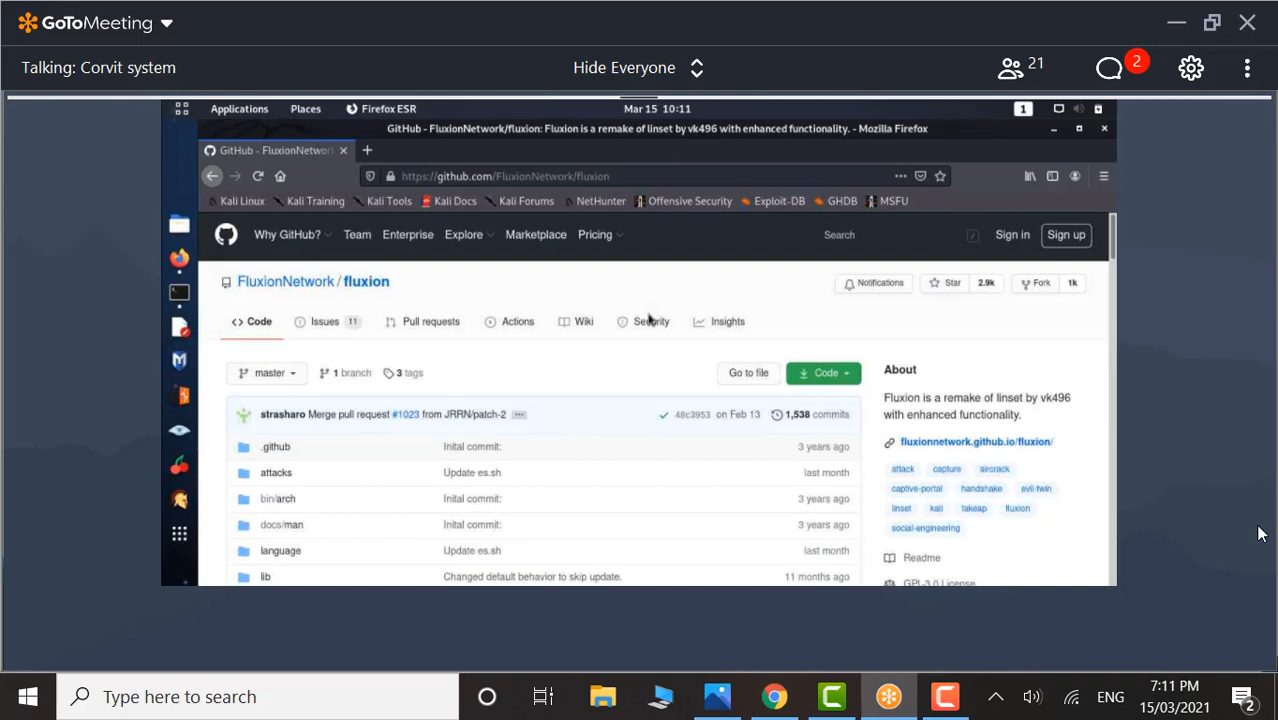 GoToMeeting
Talking: Corvit system
Hide Everyone
21
2
Applications Places Firefox ESR Mar 15 10:11 1
GitHub - FluxionNetwork/fluxion: Fluxion is a remake of linset by vk496 with enhanced functionality. - Mozilla Firefox
GitHub - FluxionNetwor
https://github.com/FluxionNetwork/fluxion
Kali Linux Kali Training Kali Tools Kali Docs Kali Forums NetHunter Offensive Security Exploit-DB GHDB MSFU
Why GitHub? Team Enterprise Explore Marketplace Pricing Search / Sign in Sign up
FluxionNetwork / fluxion
Notifications Star 2.9k Fork 1k
<> Code Issues 11 Pull requests Actions Wiki Security Insights
master 1 branch 3 tags Go to file Code
About
Fluxion is a remake of linset by vk496
with enhanced functionality.
fluxionnetwork.github.io/fluxion/
attack capture aircrack
captive-portal handshake evil-twin
linset kali fakeap fluxion
social-engineering
Readme
GPL-3.0 License
strasharo Merge pull request #1023 from JRRN/patch-2 48c3953 on Feb 13 1,538 commits
.github Inital commit: 3 years ago
attacks Update es.sh last month
bin/arch Inital commit: 3 years ago
docs/man Inital commit: 3 years ago
language Update es.sh last month
lib Changed default behavior to skip update. 11 months ago
Type here to search
ENG
7:11 PM
15/03/2021
2